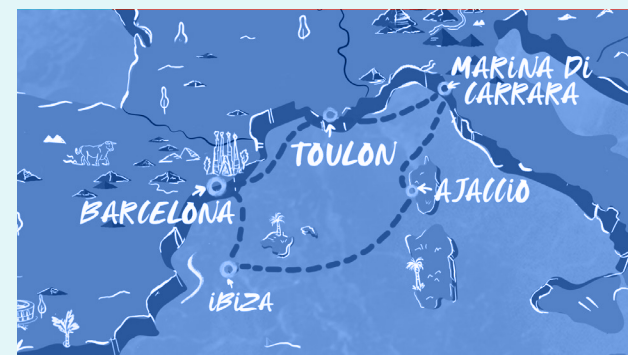 MARINA DI
CARRARA
TOULON
AJACCIO
BARCELONA
IBIZA